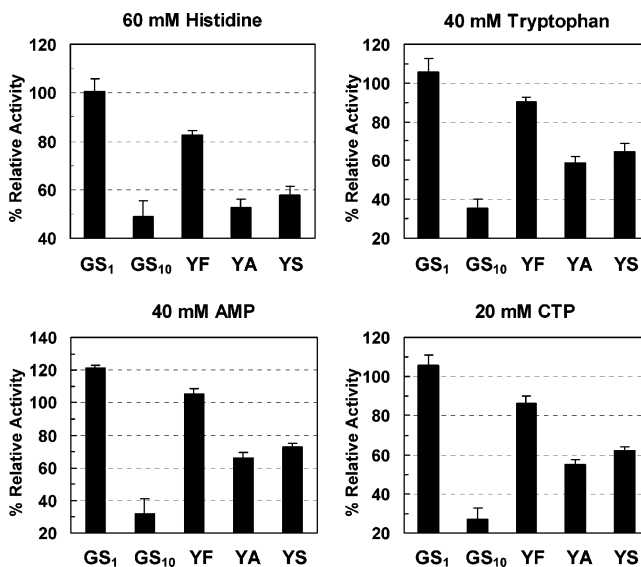 60 mM Histidine
% Relative Activity
120
100
80
60
40
GS₁ GS₁₀ YF YA YS
40 mM Tryptophan
% Relative Activity
120
100
80
60
40
20
GS₁ GS₁₀ YF YA YS
40 mM AMP
% Relative Activity
140
120
100
80
60
40
20
GS₁ GS₁₀ YF YA YS
20 mM CTP
% Relative Activity
120
100
80
60
40
20
GS₁ GS₁₀ YF YA YS